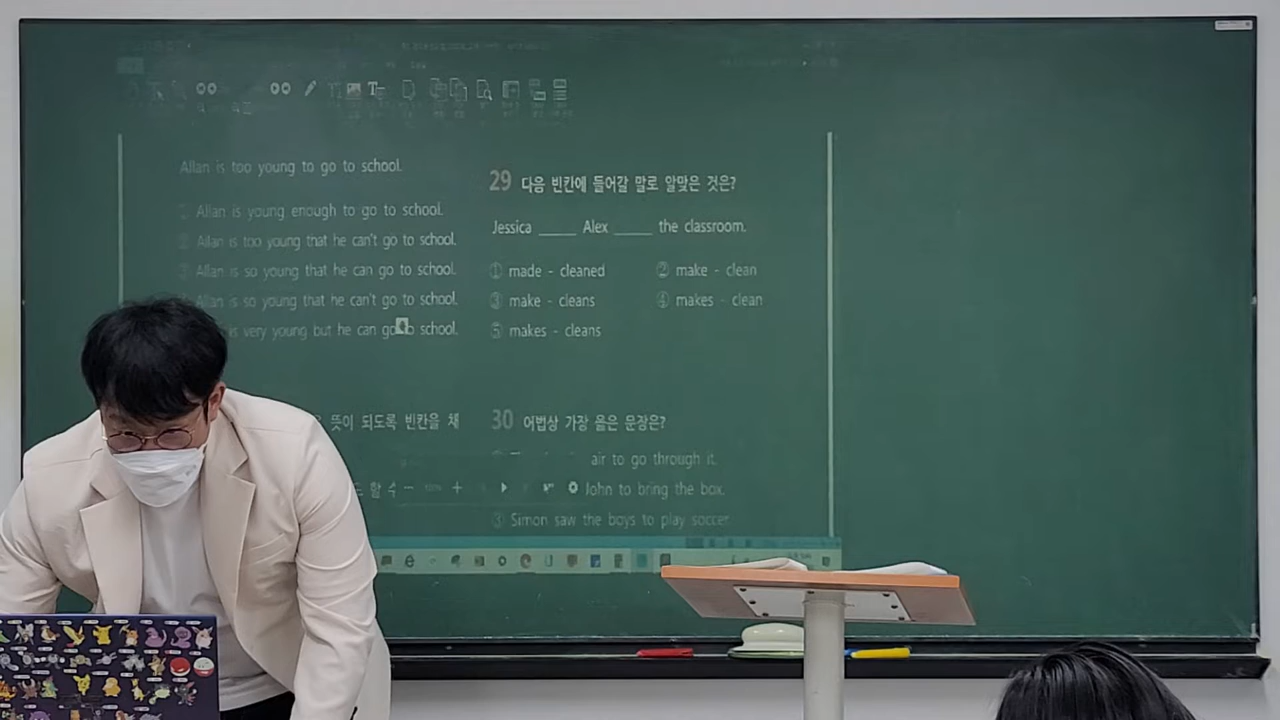 Allan is too young to go to school.
① Allan is young enough to go to school.
② Allan is too young that he can't go to school.
③ Allan is so young that he can go to school.
Allan is so young that he can't go to school.
is very young but he can go to school.
뜻이 되도록 빈칸을 채
29 다음 빈칸에 들어갈 말로 알맞은 것은?
Jessica _____ Alex _____ the classroom.
① made - cleaned
② make - clean
③ make - cleans
④ makes - clean
⑤ makes - cleans
30 어법상 가장 옳은 문장은?
air to go through it.
John to bring the box.
③ Simon saw the boys to play soccer.